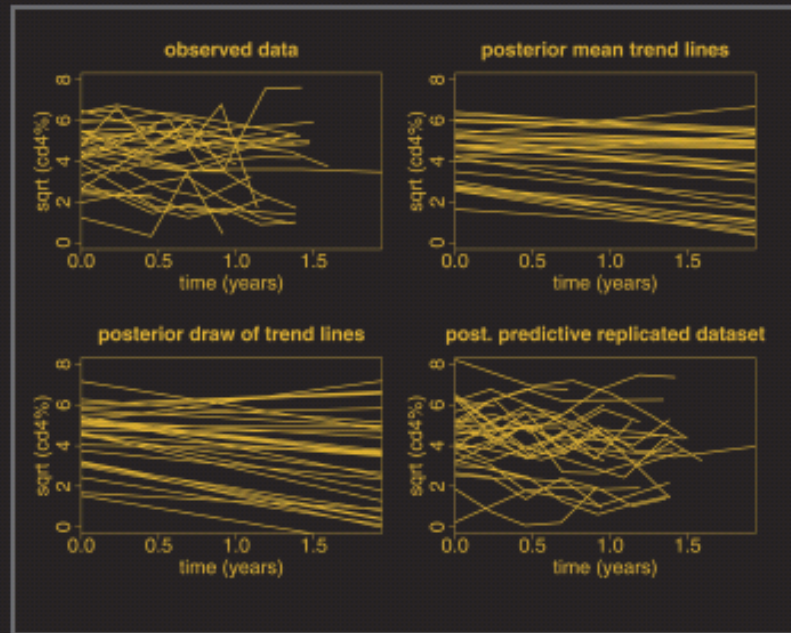 observed data
posterior mean trend lines
sqrt (cd4%)
8
6
4
2
0
0.0 0.5 1.0 1.5
time (years)
sqrt (cd4%)
8
6
4
2
0
0.0 0.5 1.0 1.5
time (years)
posterior draw of trend lines
post. predictive replicated dataset
sqrt (cd4%)
8
6
4
2
0
0.0 0.5 1.0 1.5
time (years)
sqrt (cd4%)
8
6
4
2
0
0.0 0.5 1.0 1.5
time (years)